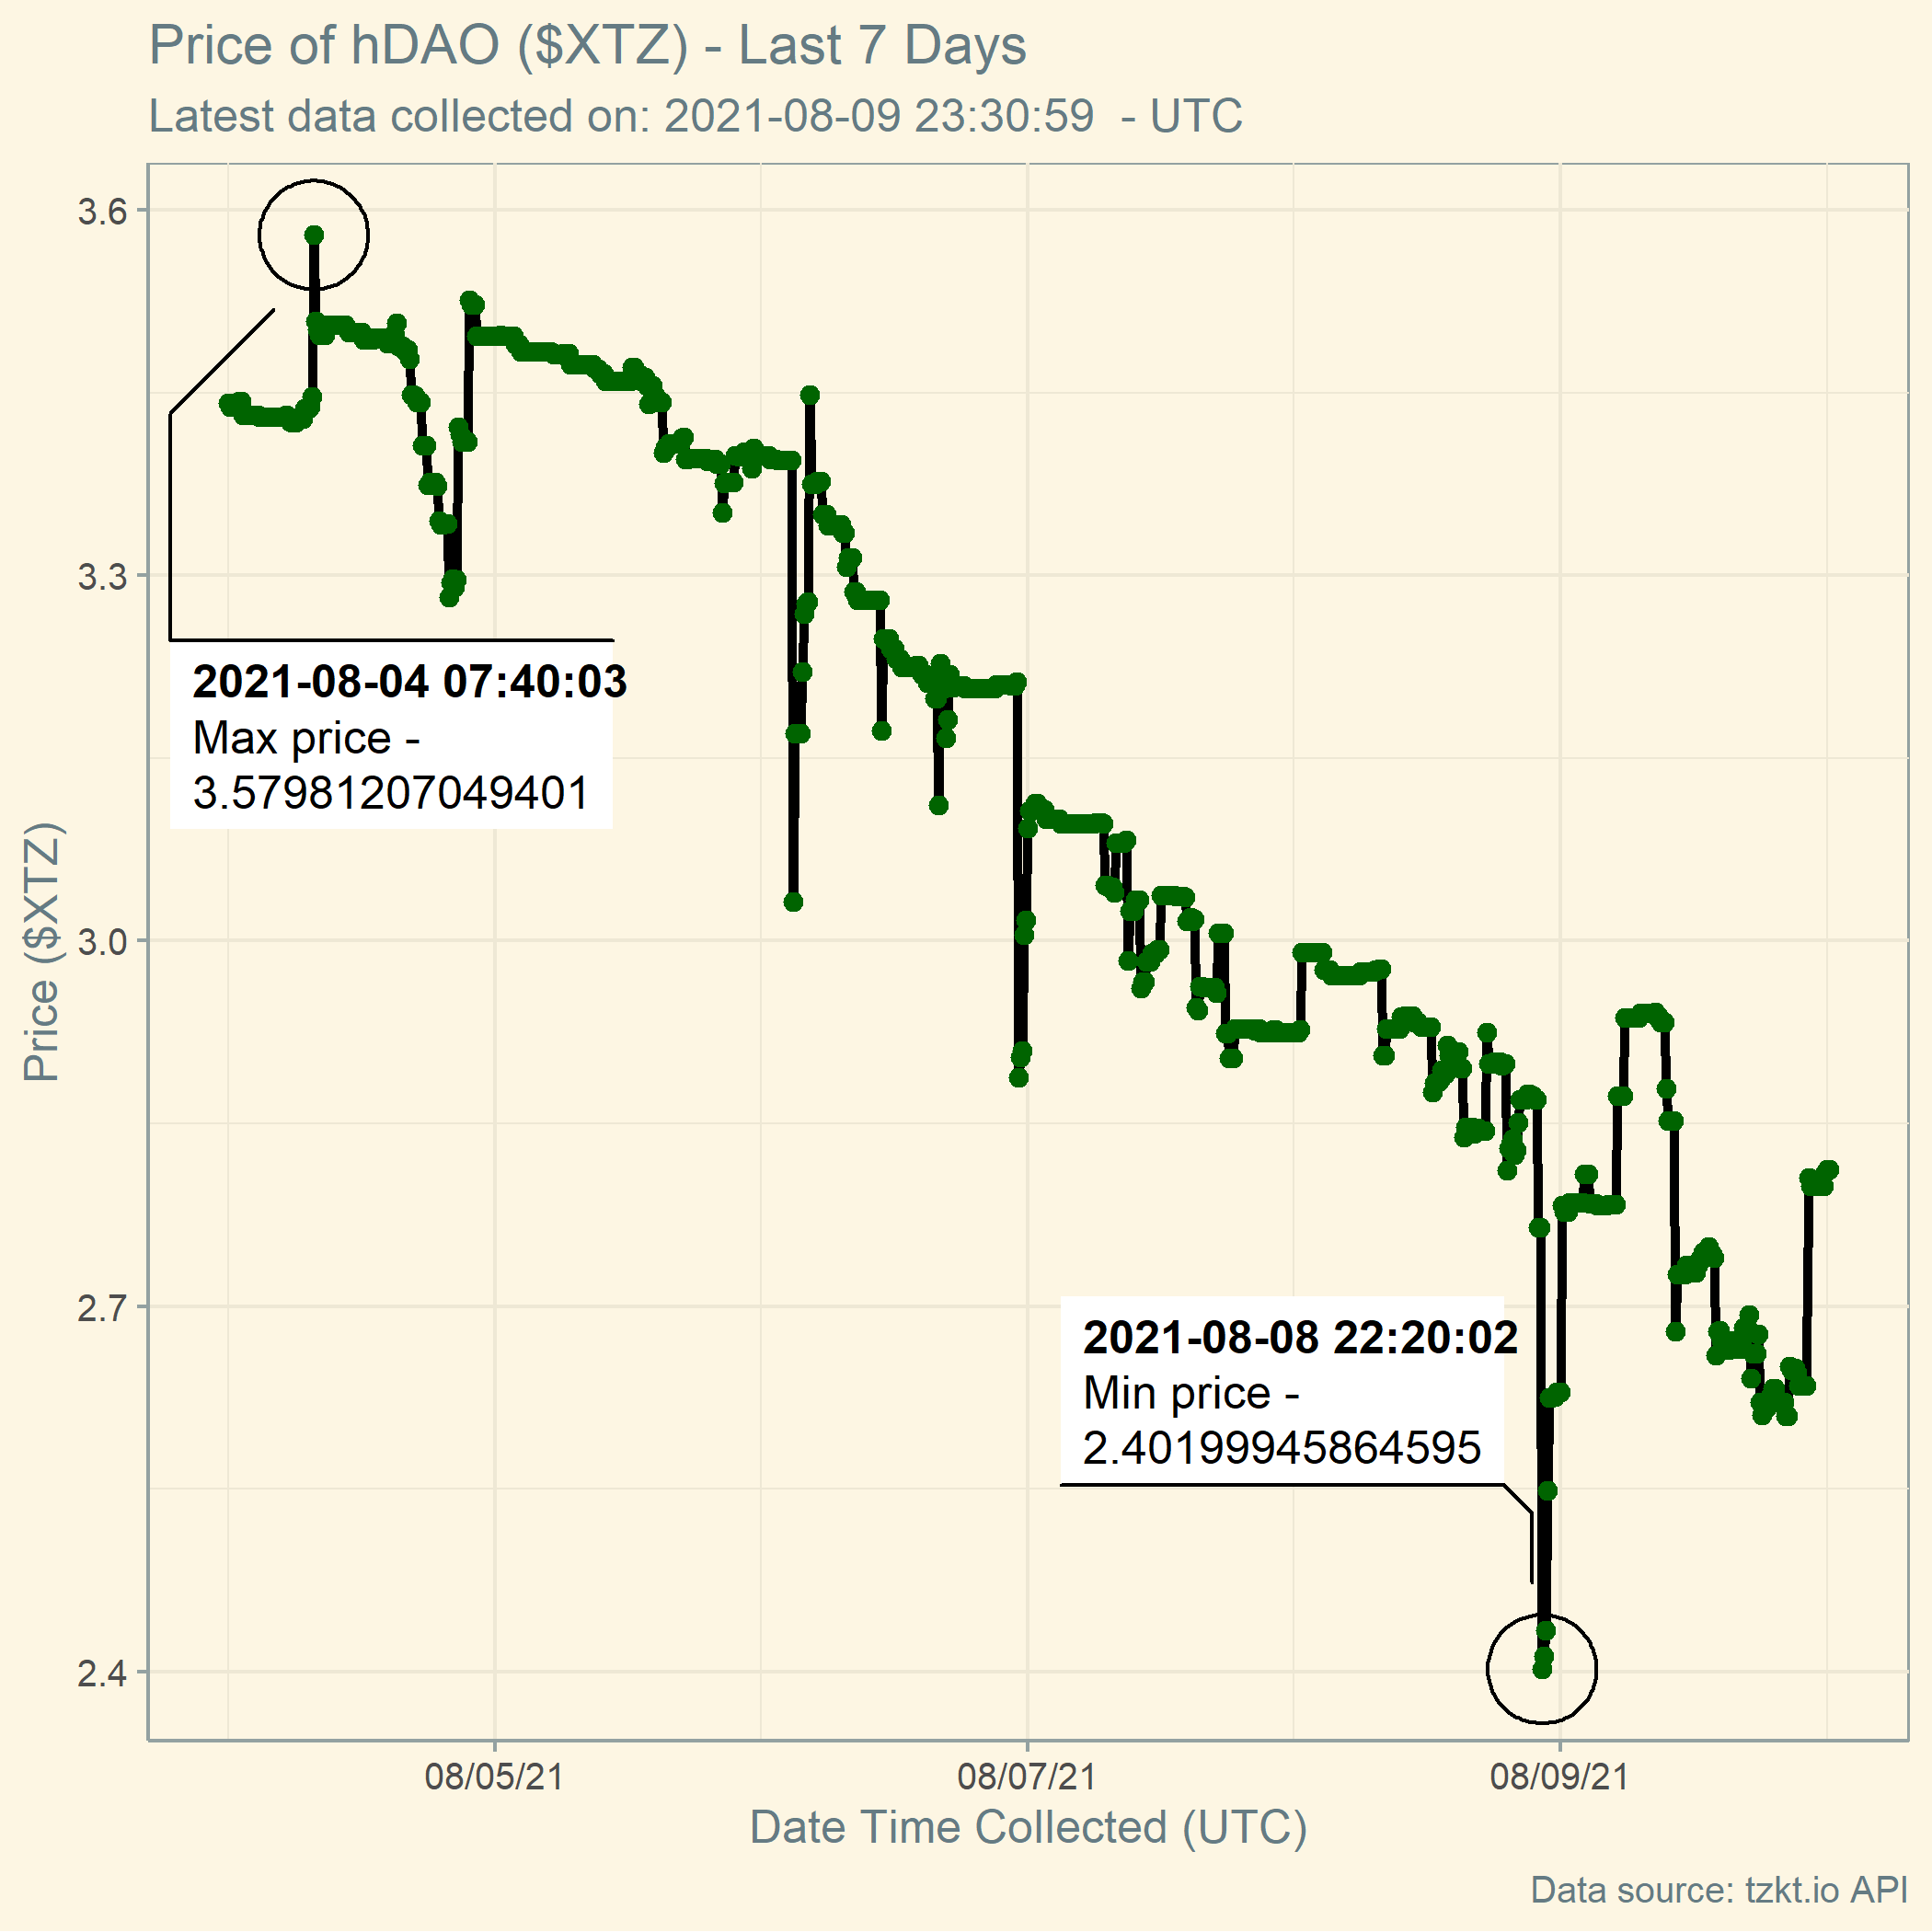 Price of hDAO ($XTZ) - Last 7 Days
Latest data collected on: 2021-08-09 23:30:59  - UTC
3.6
3.3
3.0
2.7
2.4
Price ($XTZ)
2021-08-04 07:40:03
Max price -
3.57981207049401
2021-08-08 22:20:02
Min price -
2.40199945864595
08/05/21
08/07/21
08/09/21
Date Time Collected (UTC)
Data source: tzkt.io API